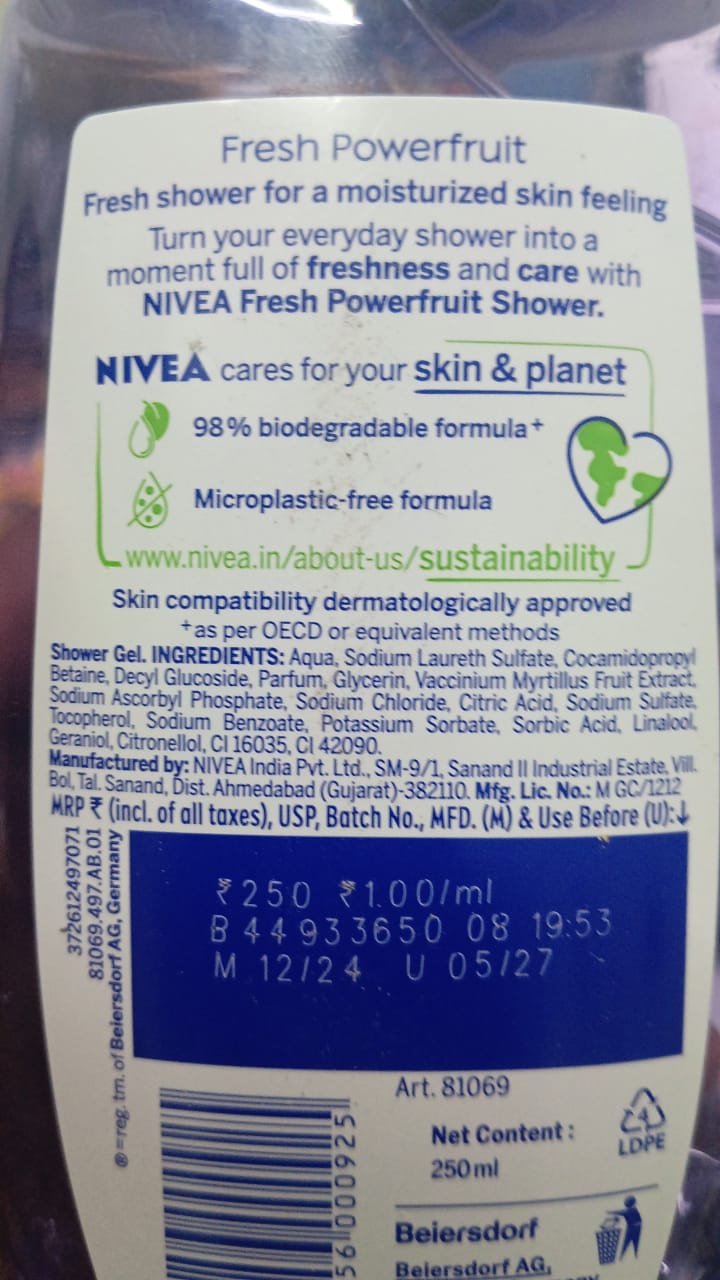 Fresh Powerfruit
Fresh shower for a moisturized skin feeling
Turn your everyday shower into a
moment full of freshness and care with
NIVEA Fresh Powerfruit Shower.
NIVEA cares for your skin & planet
98% biodegradable formula+
Microplastic-free formula
www.nivea.in/about-us/sustainability
Skin compatibility dermatologically approved
+as per OECD or equivalent methods
Shower Gel. INGREDIENTS: Aqua, Sodium Laureth Sulfate, Cocamidopropyl
Betaine, Decyl Glucoside, Parfum, Glycerin, Vaccinium Myrtillus Fruit Extract,
Sodium Ascorbyl Phosphate, Sodium Chloride, Citric Acid, Sodium Sulfate,
Tocopherol, Sodium Benzoate, Potassium Sorbate, Sorbic Acid, Linalool,
Geraniol, Citronellol, CI 16035, CI 42090.
Manufactured by: NIVEA India Pvt. Ltd., SM-9/1, Sanand II Industrial Estate, Vill.
Bol, Tal. Sanand, Dist. Ahmedabad (Gujarat)-382110. Mfg. Lic. No.: M GC/1212
MRP ₹ (incl. of all taxes), USP, Batch No., MFD. (M) & Use Before (U):↓
372612497071
81069.497.AB.01
®=reg. tm. of Beiersdorf AG, Germany
₹250 ₹1.00/ml
B 44933650 08 19:53
M 12/24 U 05/27
Art. 81069
Net Content :
250 ml
4
LDPE
56000925
Beiersdorf
Beiersdorf AG,